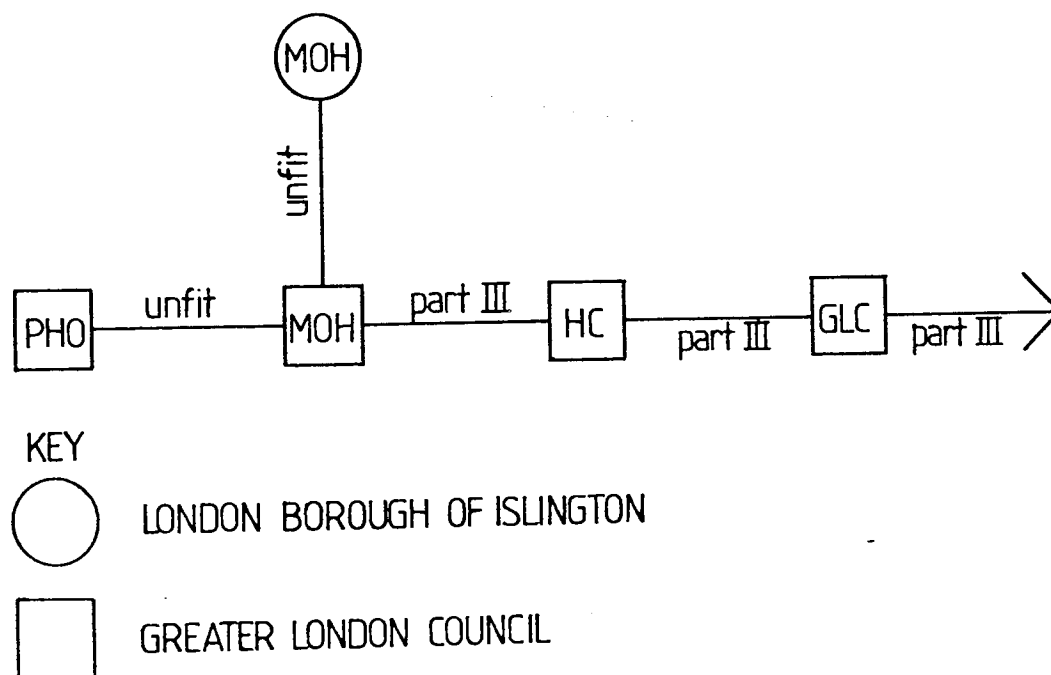 MOH
unfit
PHO
unfit
MOH
part III
HC
part III
GLC
part III
KEY
LONDON BOROUGH OF ISLINGTON
GREATER LONDON COUNCIL